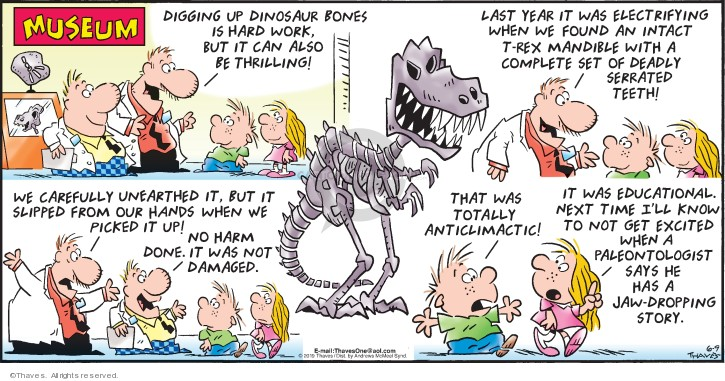 MUSEUM
DIGGING UP DINOSAUR BONES
IS HARD WORK,
BUT IT CAN ALSO
BE THRILLING!
LAST YEAR IT WAS ELECTRIFYING
WHEN WE FOUND AN INTACT
T-REX MANDIBLE WITH A
COMPLETE SET OF DEADLY
SERRATED
TEETH!
WE CAREFULLY UNEARTHED IT, BUT IT
SLIPPED FROM OUR HANDS WHEN WE
PICKED IT UP!
NO HARM
DONE. IT WAS NOT
DAMAGED.
THAT WAS
TOTALLY
ANTICLIMACTIC!
IT WAS EDUCATIONAL.
NEXT TIME I'LL KNOW
TO NOT GET EXCITED
WHEN A
PALEONTOLOGIST
SAYS HE
HAS A
JAW-DROPPING
STORY.
E-mail:ThavesOne@aol.com
© 2019 Thaves / Dist. by Andrews McMeel Synd.
6-9
THAVES
©Thaves. All rights reserved.